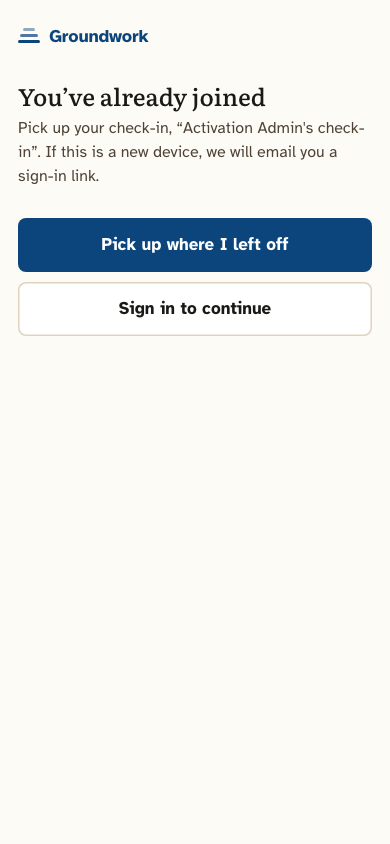 Groundwork
You’ve already joined
Pick up your check-in, “Activation Admin's check-
in”. If this is a new device, we will email you a
sign-in link.
Pick up where I left off
Sign in to continue